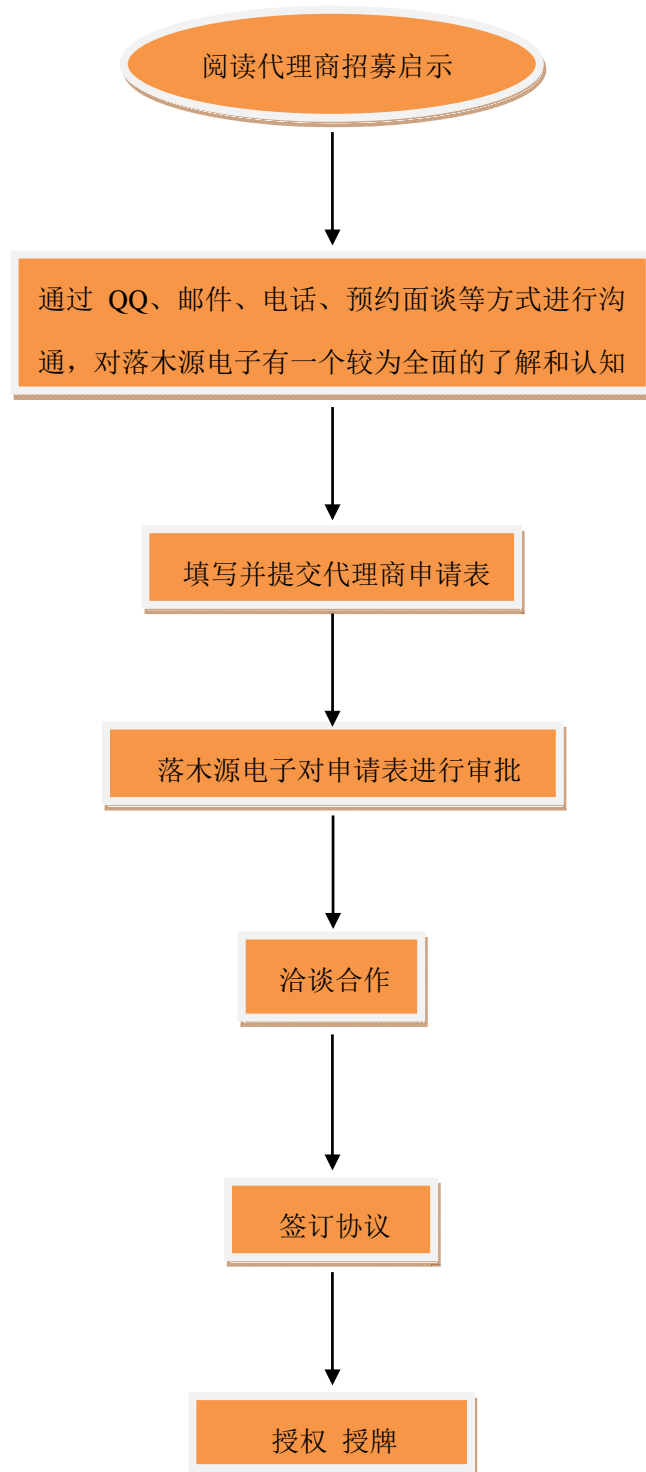 阅读代理商招募启示
通过 QQ、邮件、电话、预约面谈等方式进行沟
通，对落木源电子有一个较为全面的了解和认知
填写并提交代理商申请表
落木源电子对申请表进行审批
洽谈合作
签订协议
授权 授牌